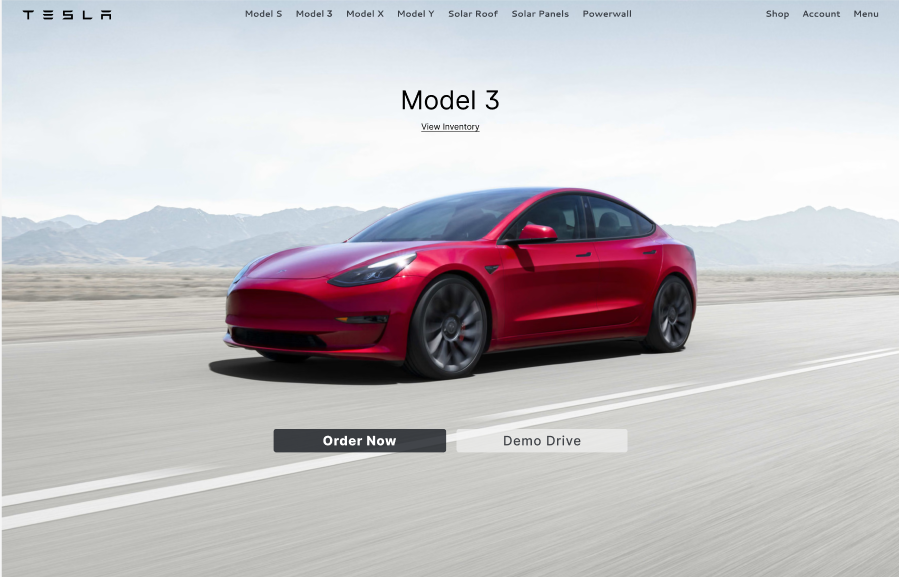 TESLA Model S Model 3 Model X Model Y Solar Roof Solar Panels Powerwall Shop Account Menu
Model 3
View Inventory
Order Now Demo Drive